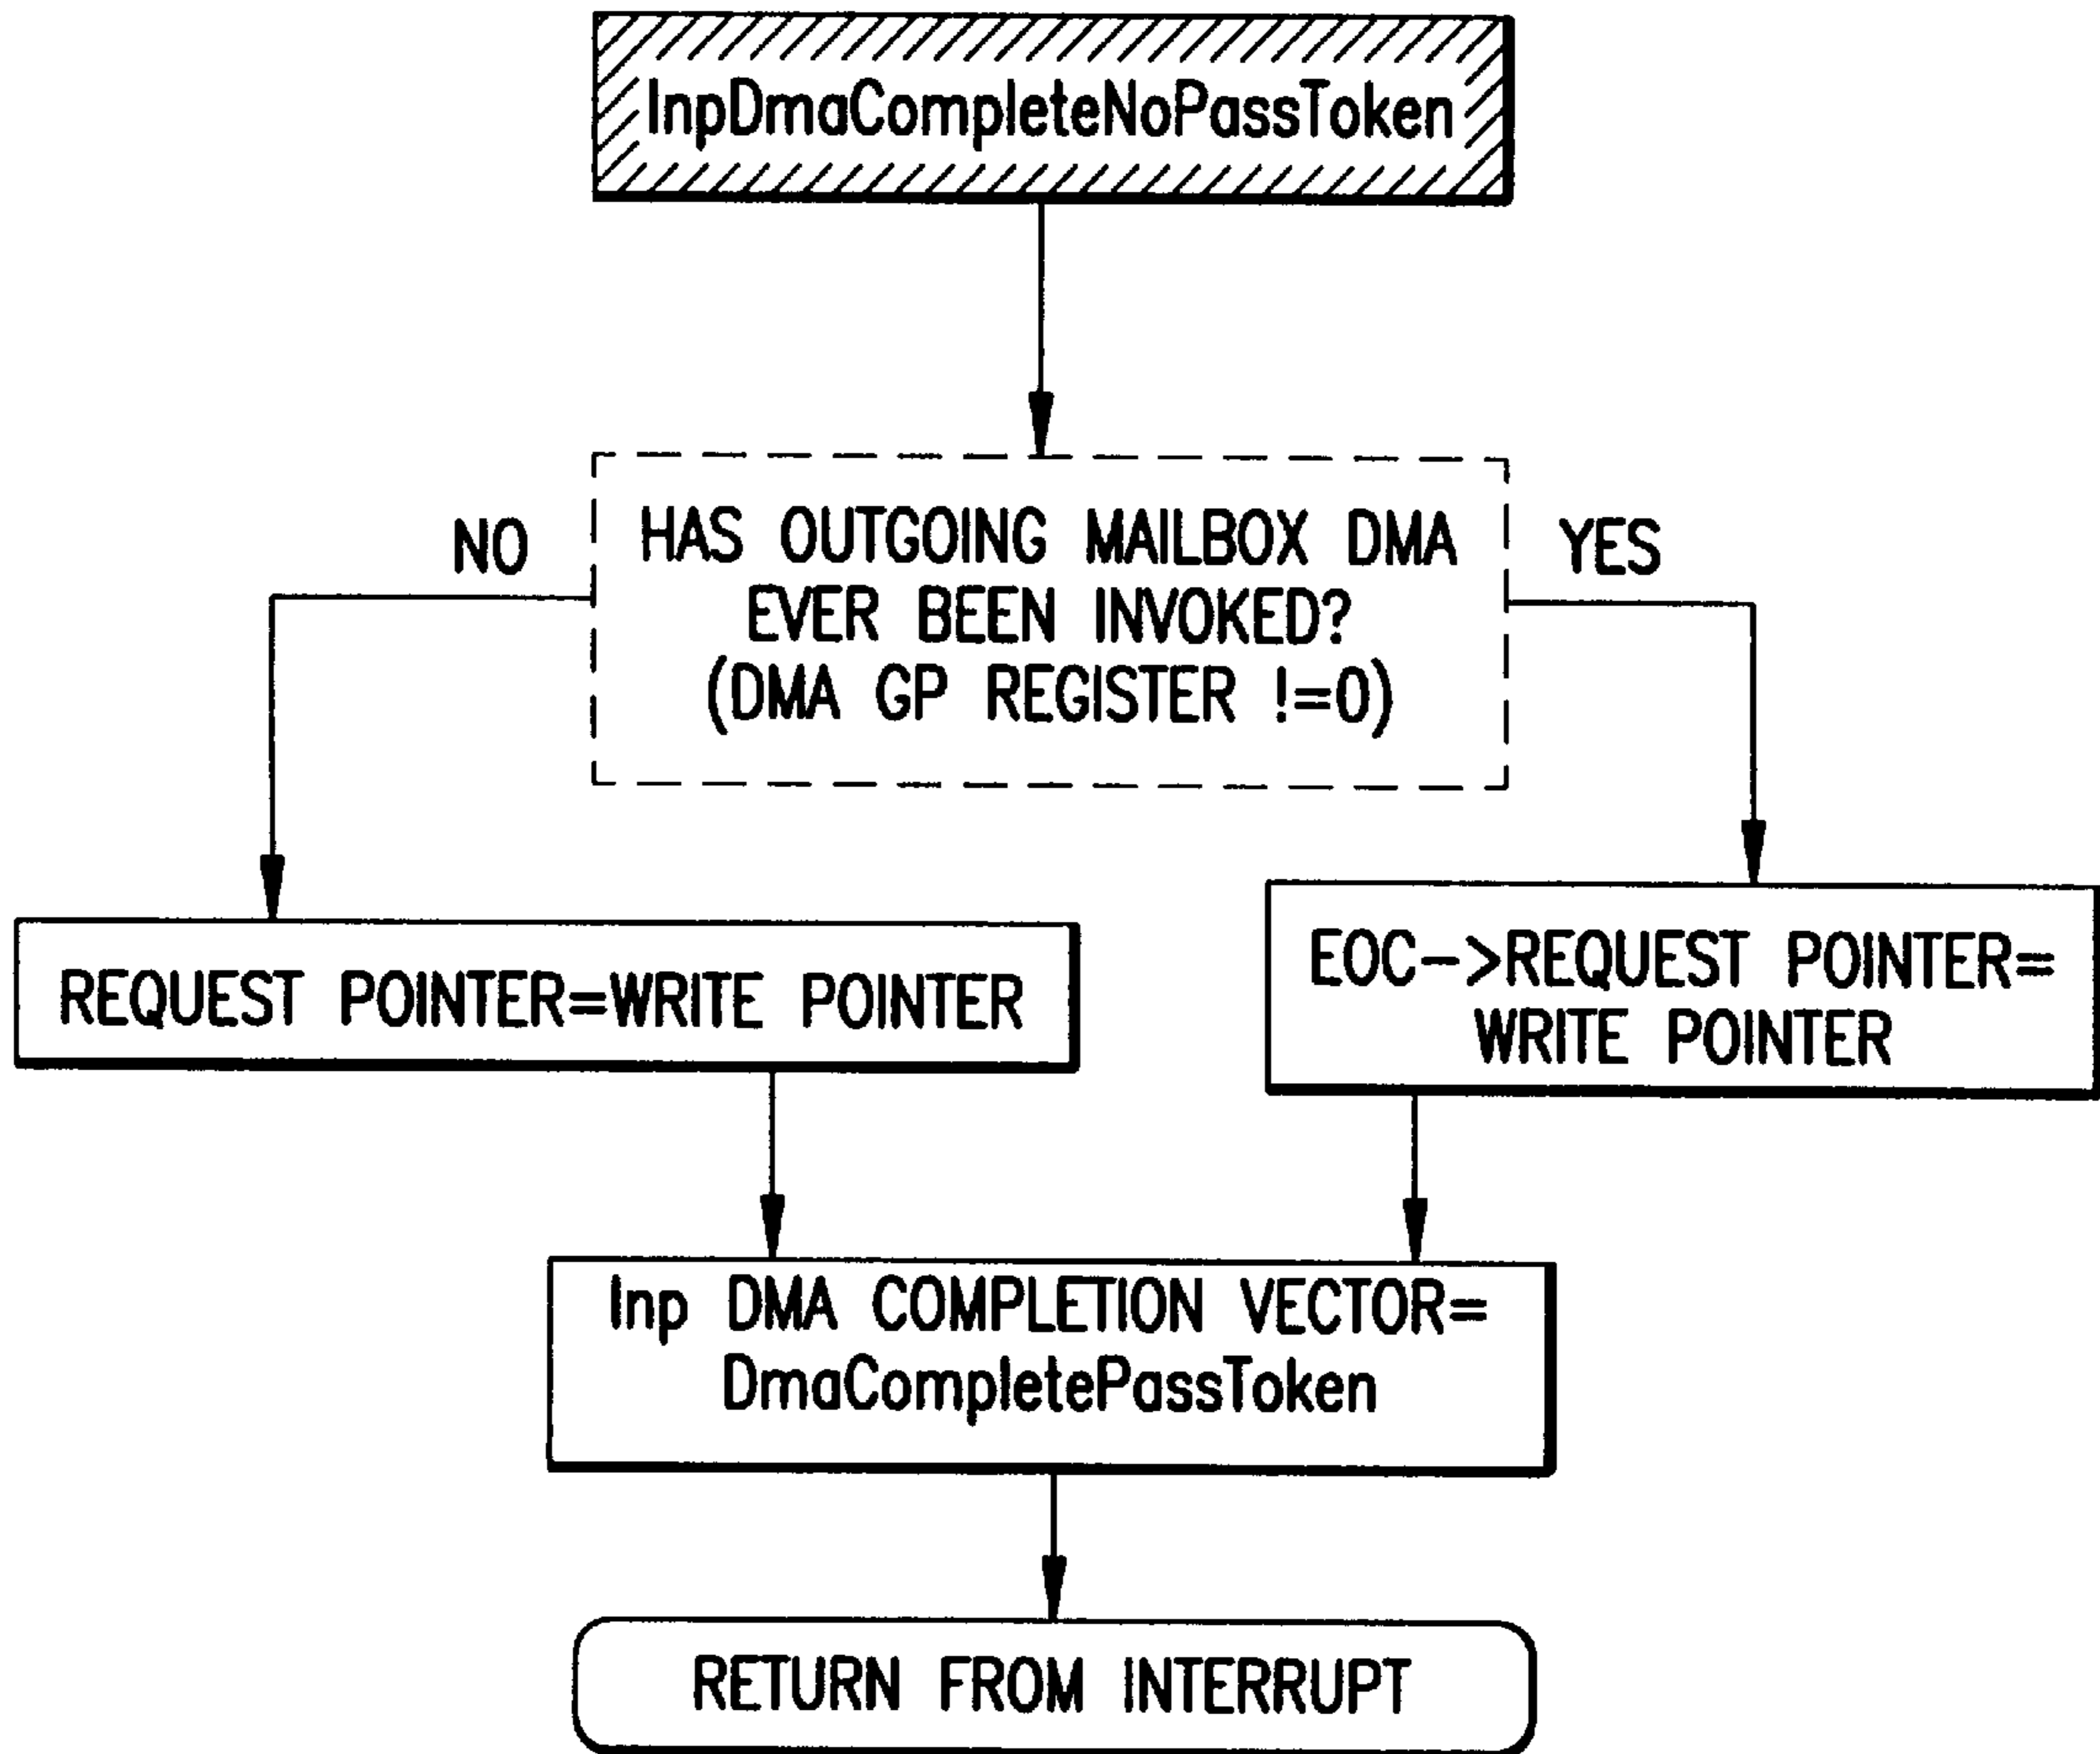 InpDmaCompleteNoPassToken
NO
HAS OUTGOING MAILBOX DMA
EVER BEEN INVOKED?
(DMA GP REGISTER !=0)
YES
REQUEST POINTER=WRITE POINTER
EOC->REQUEST POINTER=
WRITE POINTER
Inp DMA COMPLETION VECTOR=
DmaCompletePassToken
RETURN FROM INTERRUPT